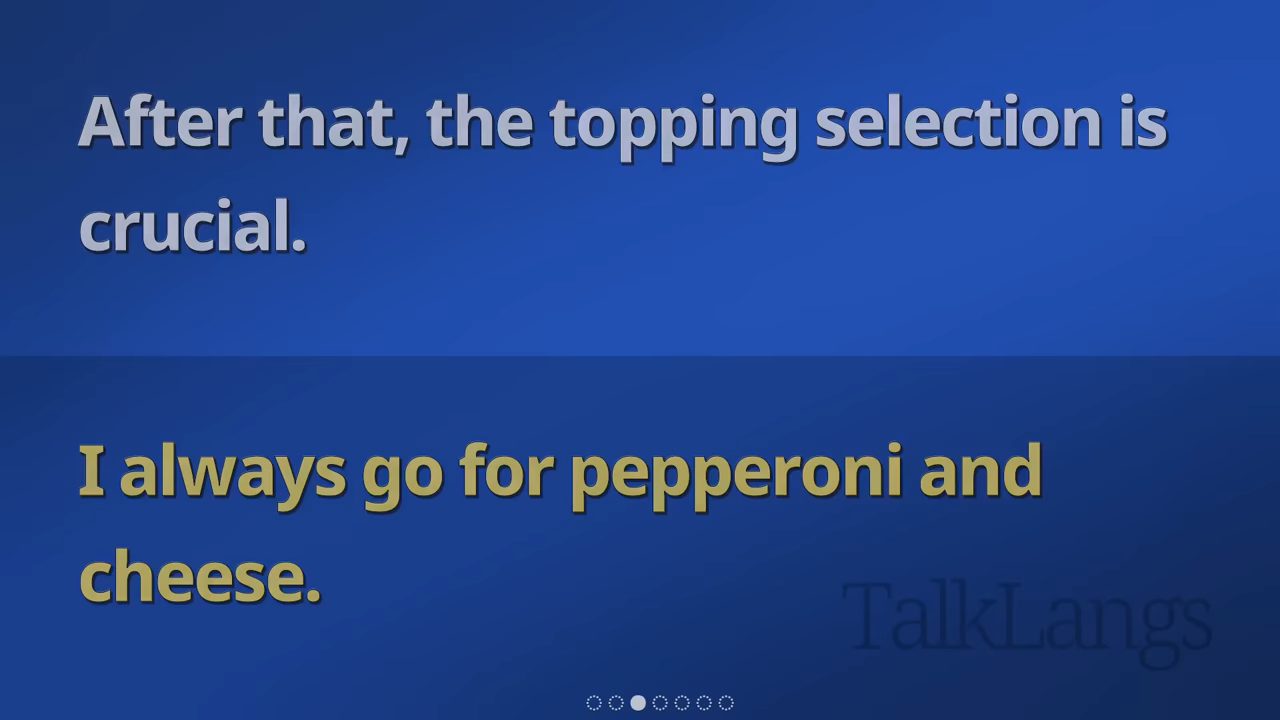 After that, the topping selection is
crucial.
I always go for pepperoni and
cheese.
TalkLangs